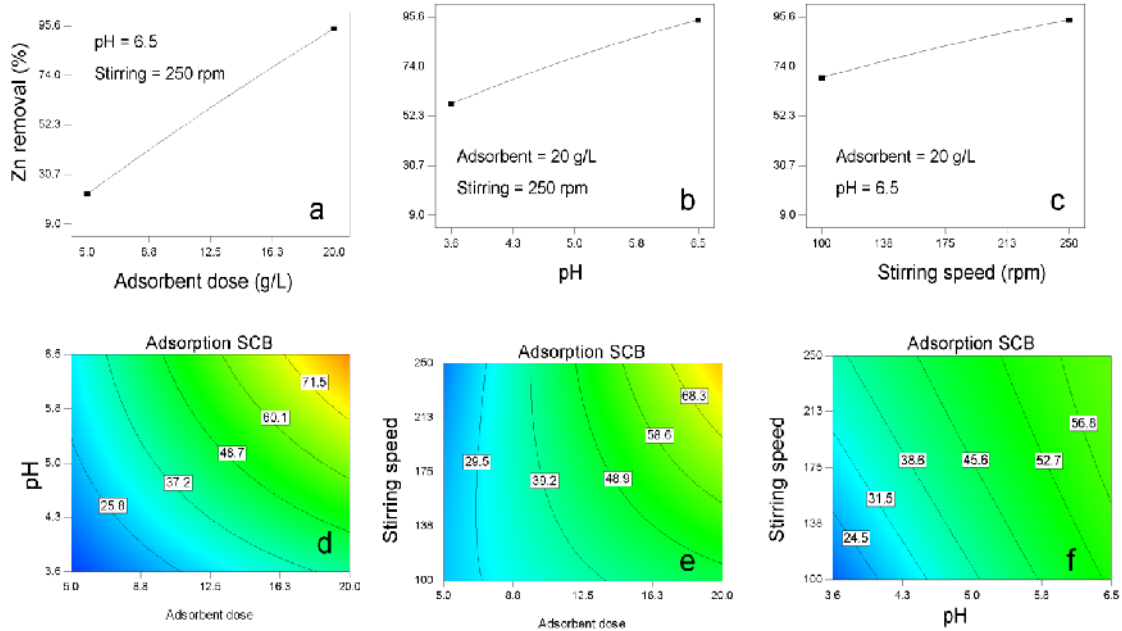 95.6
74.0
52.3
30.7
9.0
Zn removal (%)
pH = 6.5
Stirring = 250 rpm
a
5.0 8.8 12.5 16.3 20.0
Adsorbent dose (g/L)
95.6
74.0
52.3
30.7
9.0
Adsorbent = 20 g/L
Stirring = 250 rpm
b
3.6 4.3 5.0 5.8 6.5
pH
95.6
74.0
52.3
30.7
9.0
Adsorbent = 20 g/L
pH = 6.5
c
100 138 175 213 250
Stirring speed (rpm)
Adsorption SCB
6.5
5.8
5.0
4.3
3.6
pH
71.5
60.1
48.7
37.2
25.8
d
5.0 8.8 12.5 16.3 20.0
Adsorbent dose
Adsorption SCB
250
213
175
138
100
Stirring speed
68.3
58.6
29.5 39.2 48.9
e
5.0 8.8 12.5 16.3 20.0
Adsorbent dose
Adsorption SCB
250
213
175
138
100
Stirring speed
56.8
38.6 45.6 52.7
31.5
24.5
f
3.6 4.3 5.0 5.8 6.5
pH